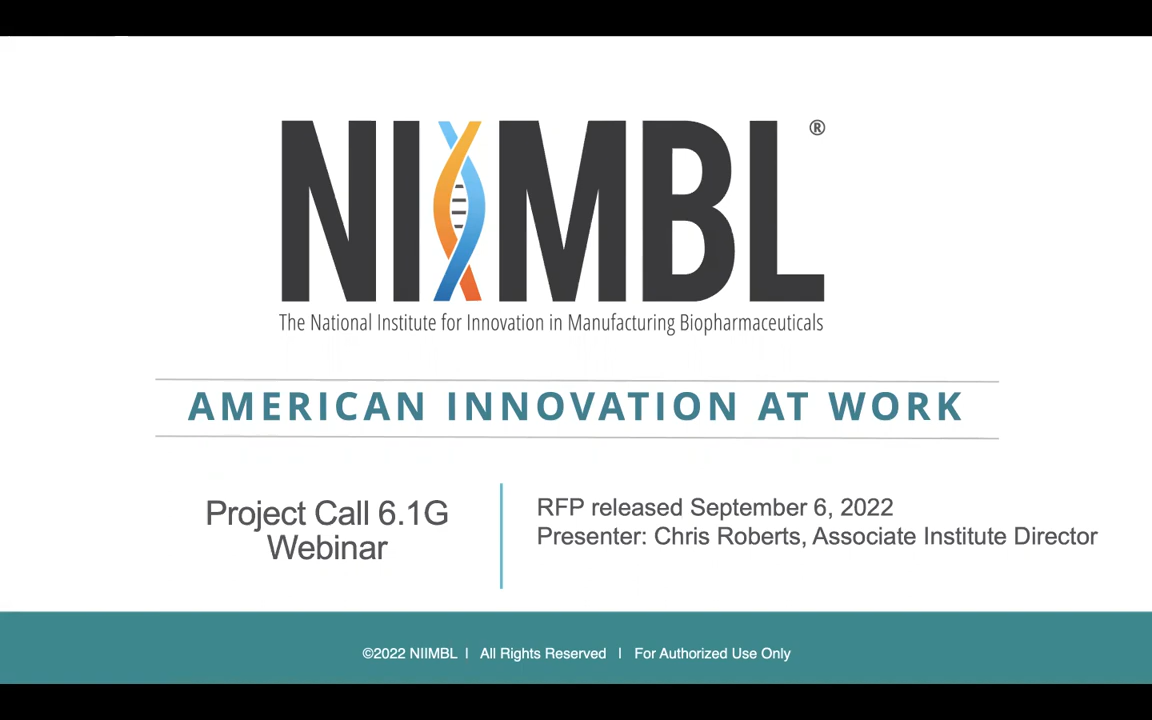 NIIMBL®
The National Institute for Innovation in Manufacturing Biopharmaceuticals
AMERICAN INNOVATION AT WORK
Project Call 6.1G
Webinar
RFP released September 6, 2022
Presenter: Chris Roberts, Associate Institute Director
©2022 NIIMBL | All Rights Reserved | For Authorized Use Only